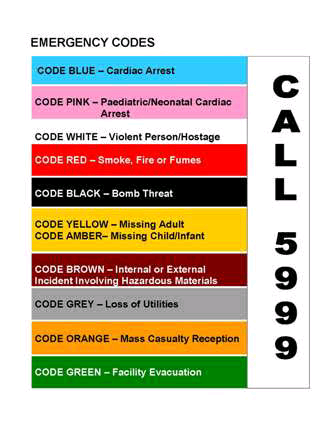 EMERGENCY CODES
CODE BLUE – Cardiac Arrest
CODE PINK – Paediatric/Neonatal Cardiac
Arrest
CODE WHITE – Violent Person/Hostage
CODE RED – Smoke, Fire or Fumes
CODE BLACK – Bomb Threat
CODE YELLOW – Missing Adult
CODE AMBER– Missing Child/Infant
CODE BROWN – Internal or External
Incident Involving Hazardous Materials
CODE GREY – Loss of Utilities
CODE ORANGE – Mass Casualty Reception
CODE GREEN – Facility Evacuation
CALL 5999